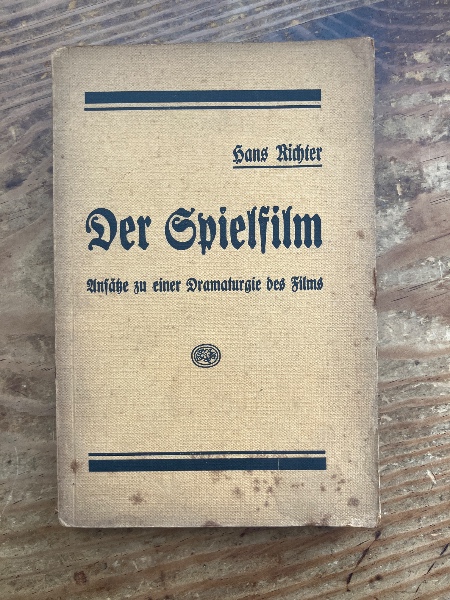 Hans Richter
Der Spielfilm
Ansätze zu einer Dramaturgie des Films